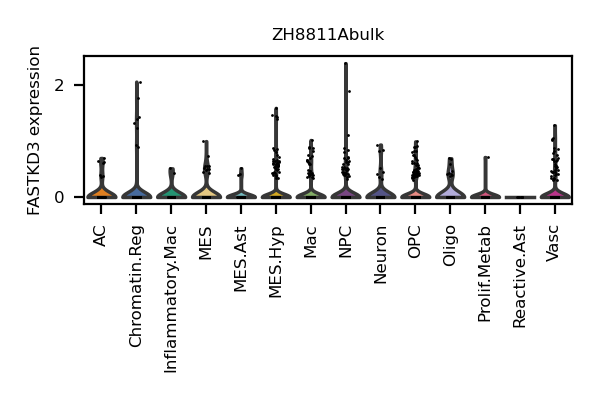 ZH8811Abulk
FASTKD3 expression
2
0
AC
Chromatin.Reg
Inflammatory.Mac
MES
MES.Ast
MES.Hyp
Mac
NPC
Neuron
OPC
Oligo
Prolif.Metab
Reactive.Ast
Vasc